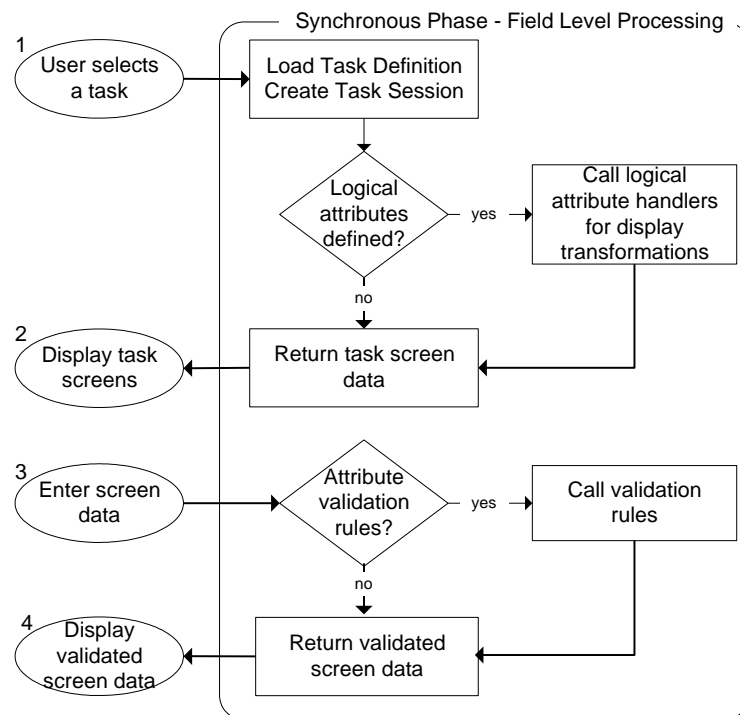 Synchronous Phase - Field Level Processing
1
User selects
a task
Load Task Definition
Create Task Session
Logical
attributes
defined?
yes
Call logical
attribute handlers
for display
transformations
no
2
Display task
screens
Return task screen
data
3
Enter screen
data
Attribute
validation
rules?
yes
Call validation
rules
no
4
Display
validated
screen data
Return validated
screen data